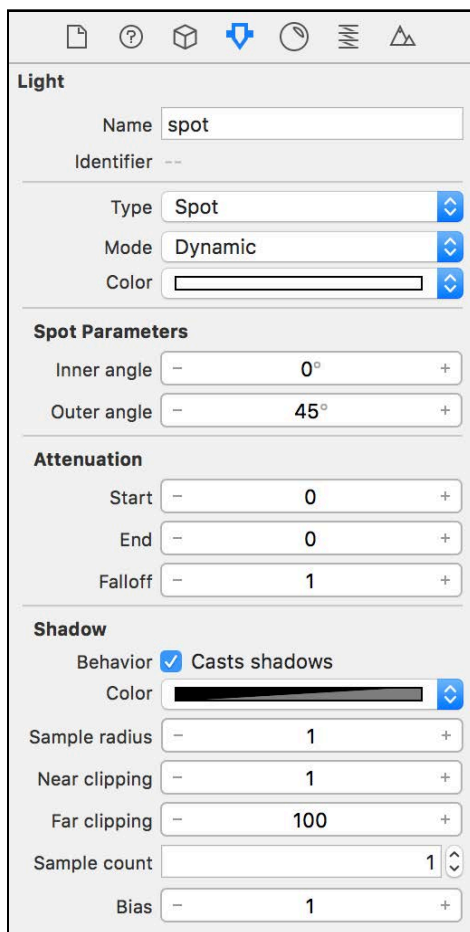 Light
Name spot
Identifier --
Type Spot
Mode Dynamic
Color
Spot Parameters
Inner angle − 0° +
Outer angle − 45° +
Attenuation
Start − 0 +
End − 0 +
Falloff − 1 +
Shadow
Behavior Casts shadows
Color
Sample radius − 1 +
Near clipping − 1 +
Far clipping − 100 +
Sample count 1
Bias − 1 +